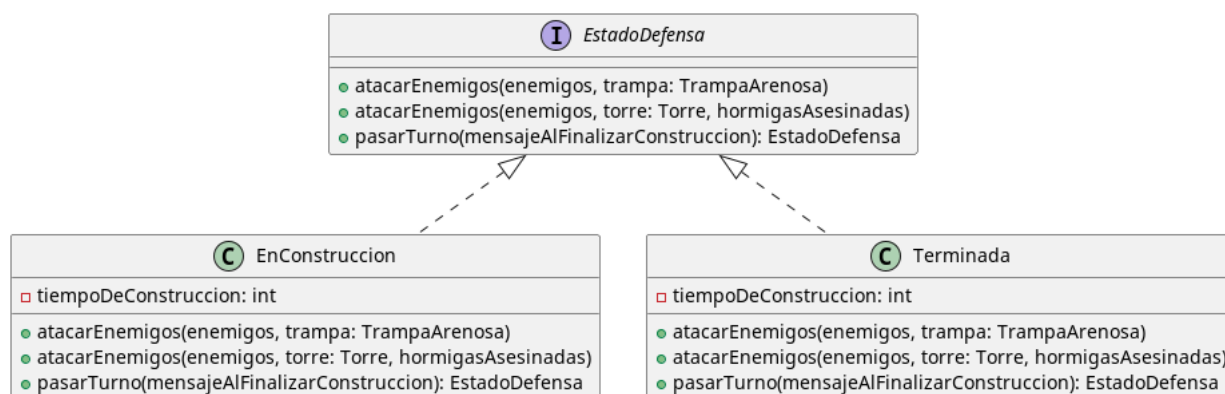 I EstadoDefensa
atacarEnemigos(enemigos, trampa: TrampaArenosa)
atacarEnemigos(enemigos, torre: Torre, hormigasAsesinadas)
pasarTurno(mensajeAlFinalizarConstruccion): EstadoDefensa
C EnConstruccion
tiempoDeConstruccion: int
atacarEnemigos(enemigos, trampa: TrampaArenosa)
atacarEnemigos(enemigos, torre: Torre, hormigasAsesinadas)
pasarTurno(mensajeAlFinalizarConstruccion): EstadoDefensa
C Terminada
tiempoDeConstruccion: int
atacarEnemigos(enemigos, trampa: TrampaArenosa)
atacarEnemigos(enemigos, torre: Torre, hormigasAsesinadas)
pasarTurno(mensajeAlFinalizarConstruccion): EstadoDefensa